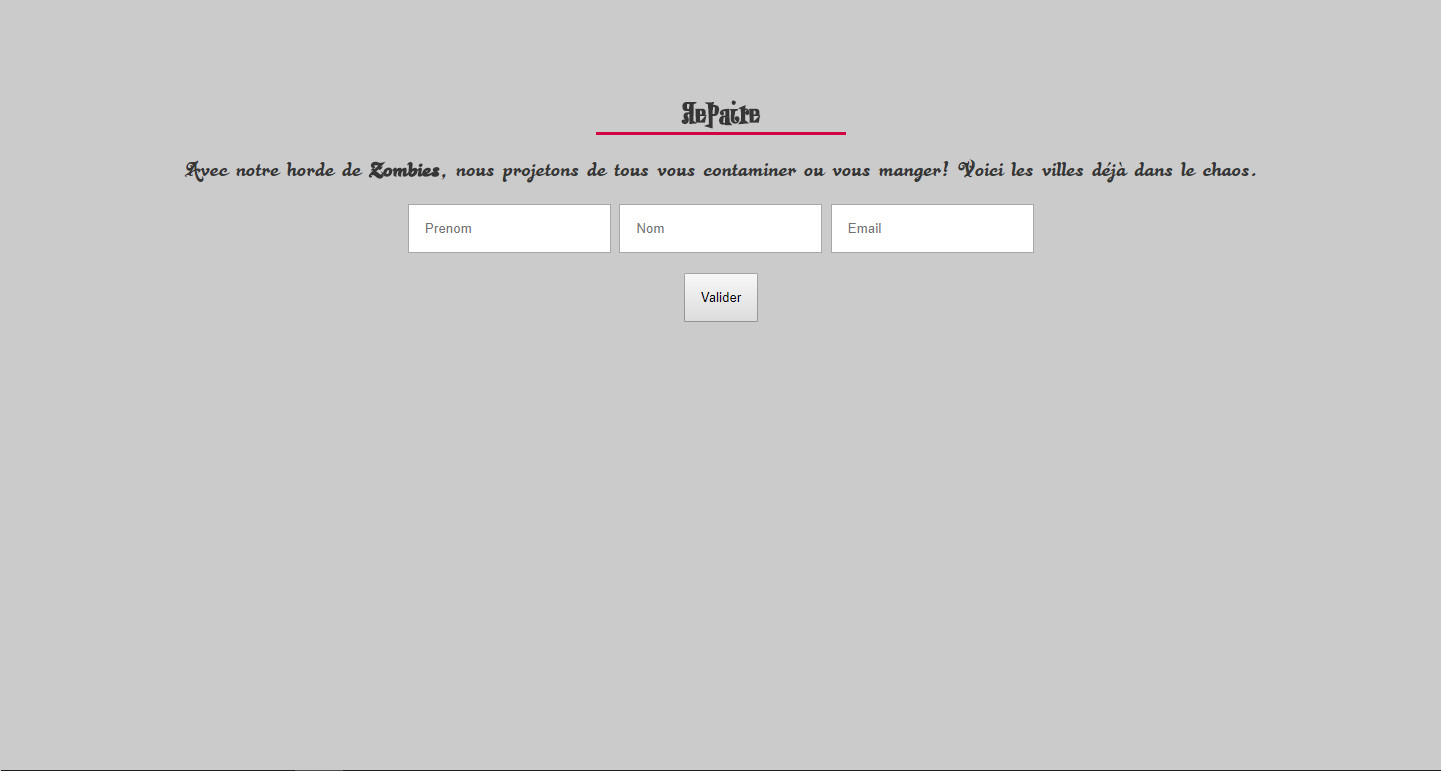 Repaire
Avec notre horde de Zombies, nous projetons de tous vous contaminer ou vous manger! Voici les villes déjà dans le chaos.
Prenom Nom Email
Valider